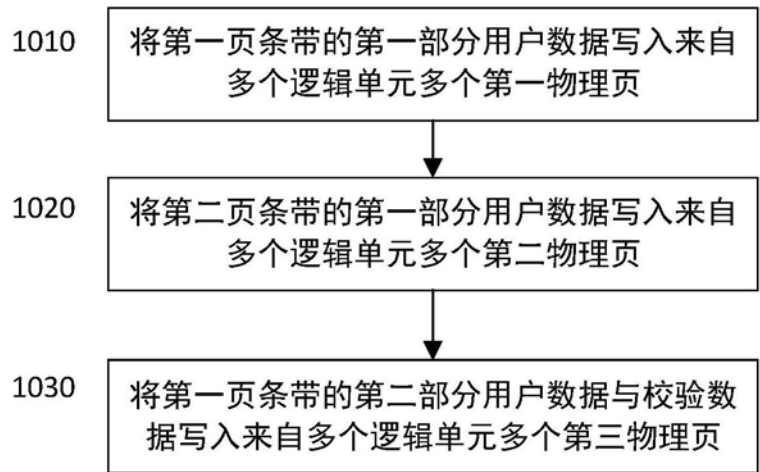 1010
将第一页条带的第一部分用户数据写入来自
多个逻辑单元多个第一物理页
1020
将第二页条带的第一部分用户数据写入来自
多个逻辑单元多个第二物理页
1030
将第一页条带的第二部分用户数据与校验数
据写入来自多个逻辑单元多个第三物理页